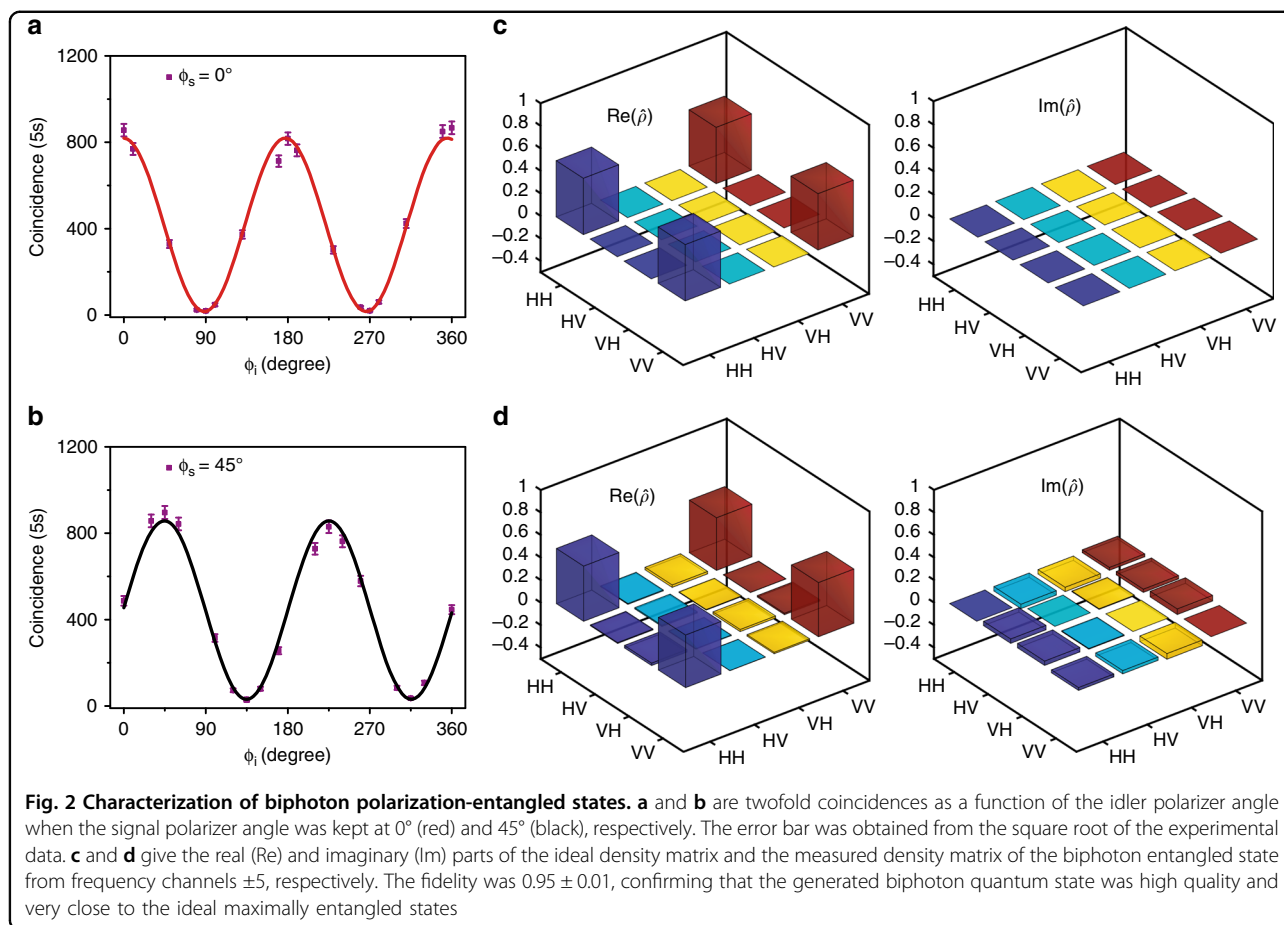 a
1200
800
400
0
Coincidence (5s)
ϕs = 0°
0 90 180 270 360
ϕi (degree)
b
1200
800
400
0
Coincidence (5s)
ϕs = 45°
0 90 180 270 360
ϕi (degree)
c
1
0.8
0.6
0.4
0.2
0
–0.2
–0.4
Re(ρ̂)
HH
HV
VH
VV
HH
HV
VH
VV
1
0.8
0.6
0.4
0.2
0
–0.2
–0.4
Im(ρ̂)
HH
HV
VH
VV
HH
HV
VH
VV
d
1
0.8
0.6
0.4
0.2
0
–0.2
–0.4
Re(ρ̂)
HH
HV
VH
VV
HH
HV
VH
VV
1
0.8
0.6
0.4
0.2
0
–0.2
–0.4
Im(ρ̂)
HH
HV
VH
VV
HH
HV
VH
VV
Fig. 2 Characterization of biphoton polarization-entangled states. a and b are twofold coincidences as a function of the idler polarizer angle
when the signal polarizer angle was kept at 0° (red) and 45° (black), respectively. The error bar was obtained from the square root of the experimental
data. c and d give the real (Re) and imaginary (Im) parts of the ideal density matrix and the measured density matrix of the biphoton entangled state
from frequency channels ±5, respectively. The fidelity was 0.95 ± 0.01, confirming that the generated biphoton quantum state was high quality and
very close to the ideal maximally entangled states